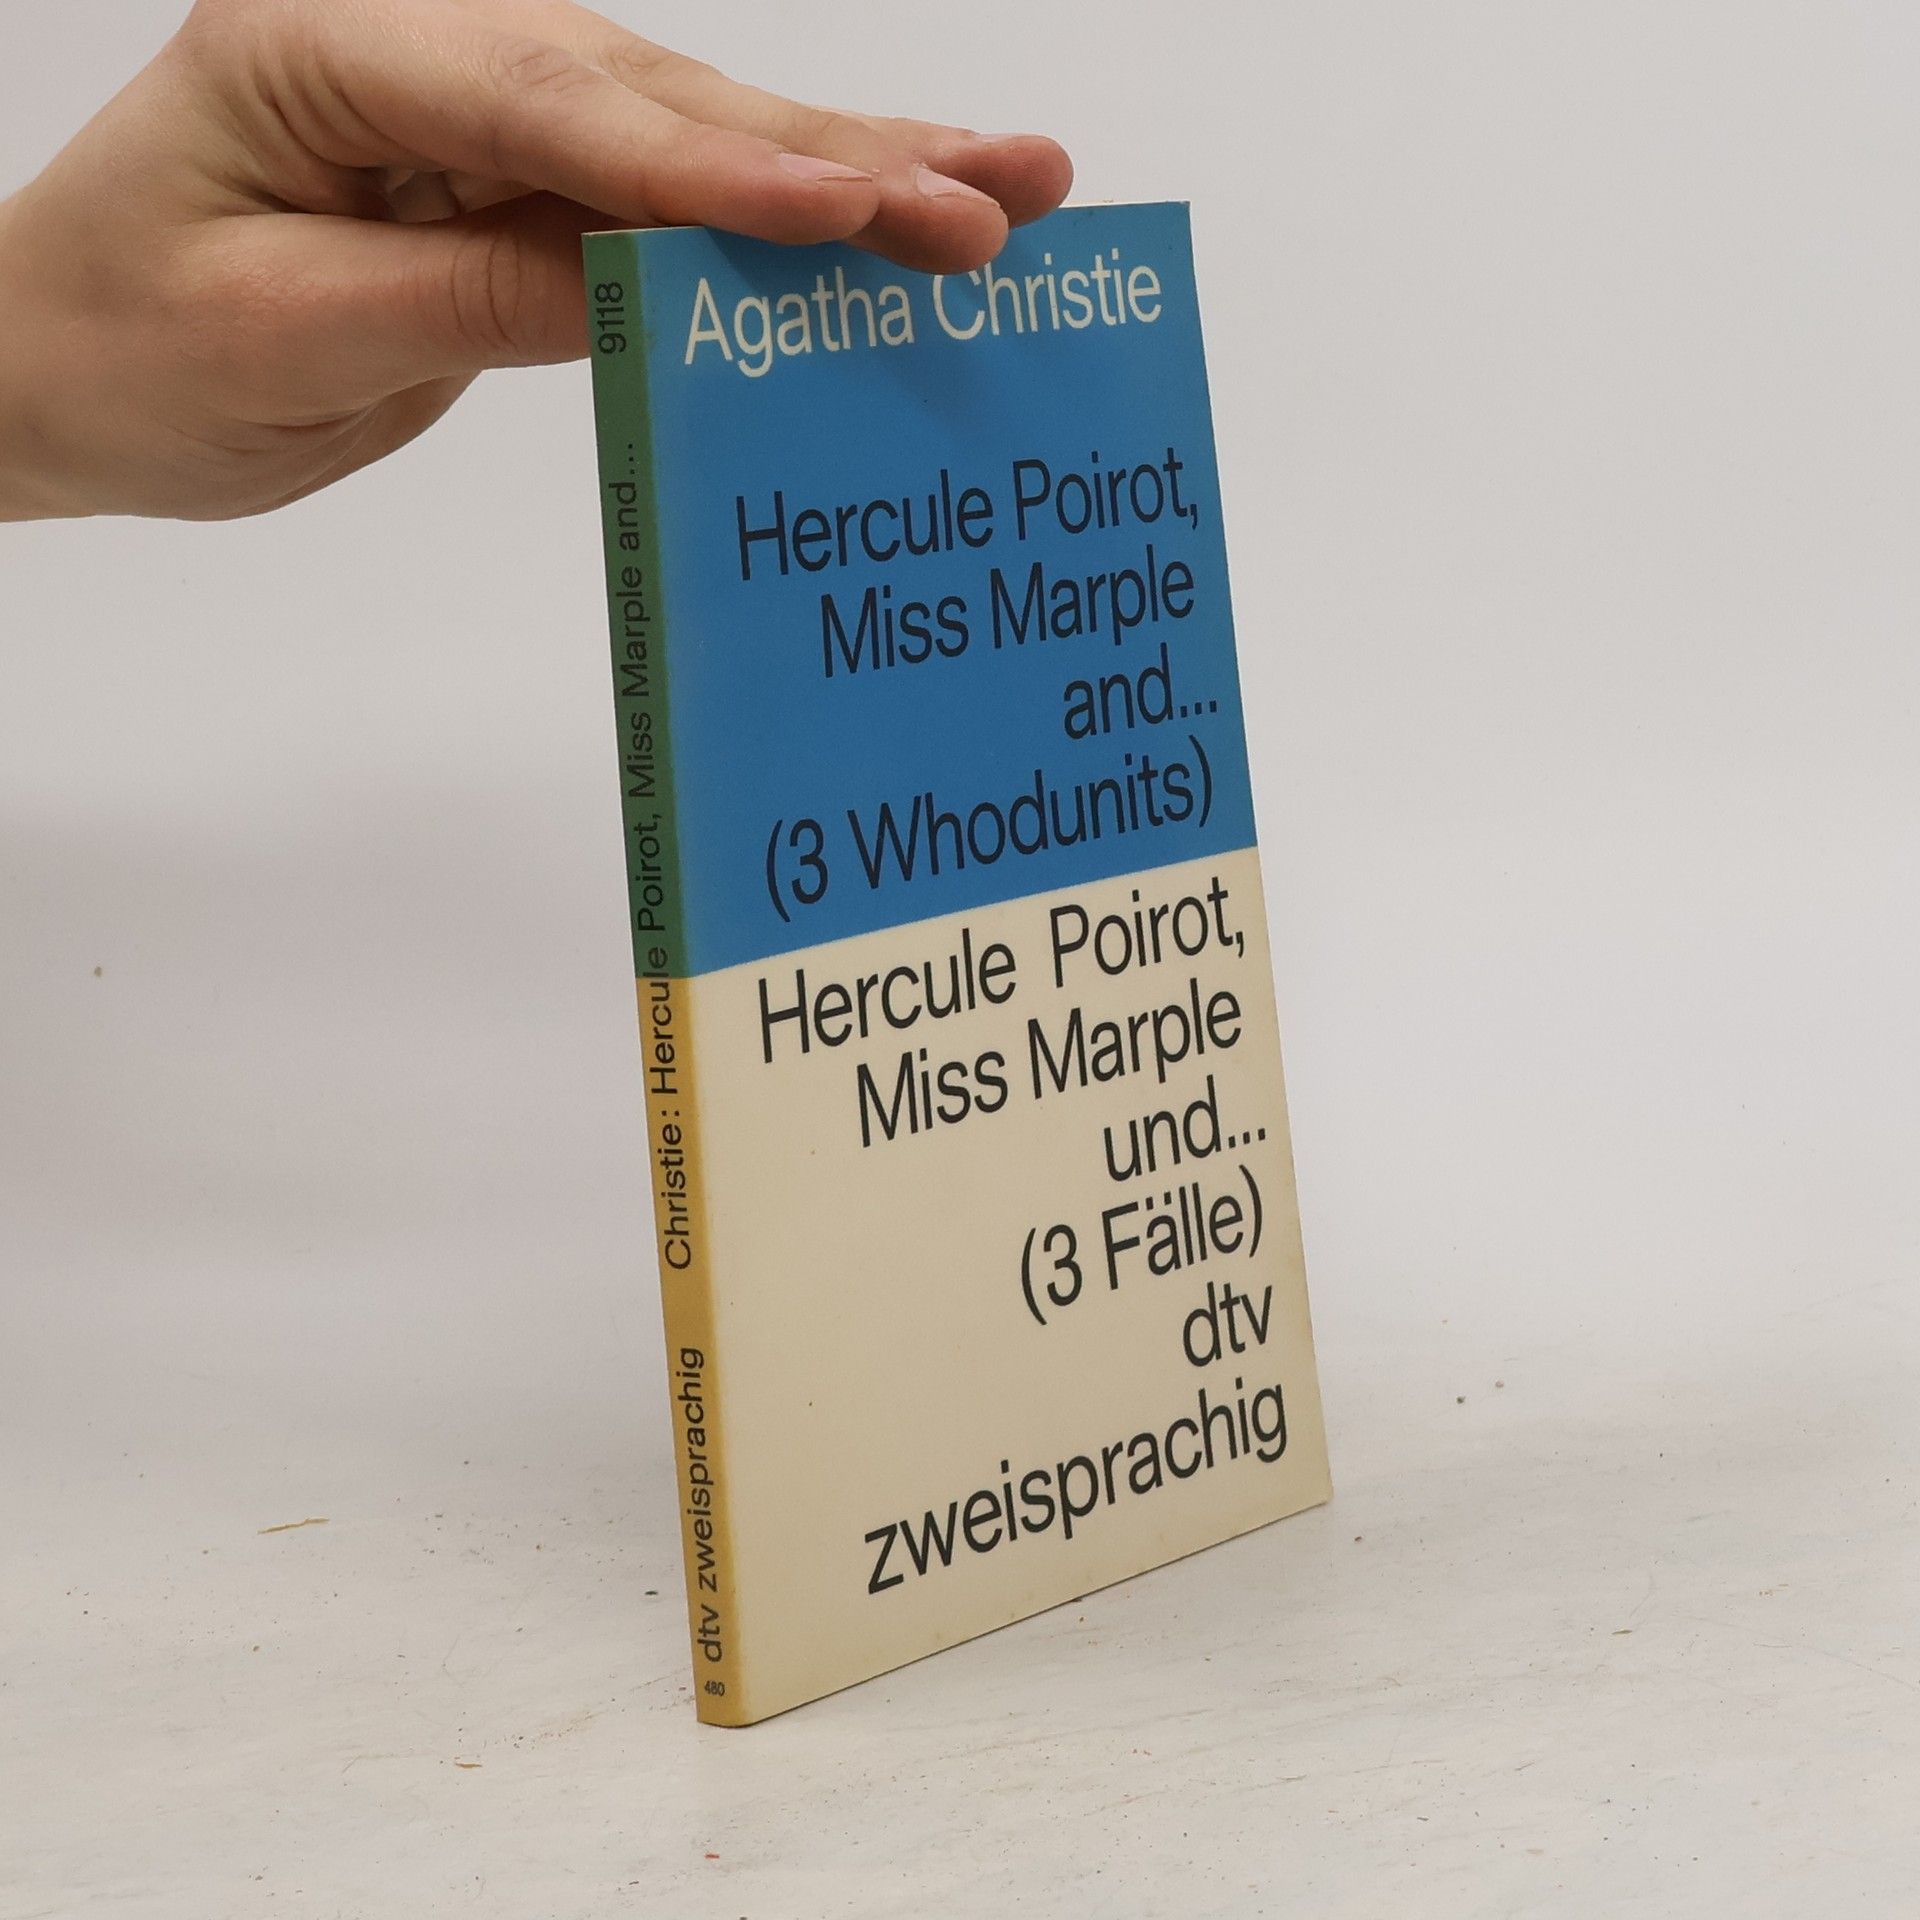 Agatha Christie
Hercule Poirot,
Miss Marple
and...
(3 Whodunits)
Hercule Poirot,
Miss Marple
und...
(3 Fälle)
dtv
zweisprachig
480 dtv zweisprachig Christie: Hercule Poirot, Miss Marple and... 9118